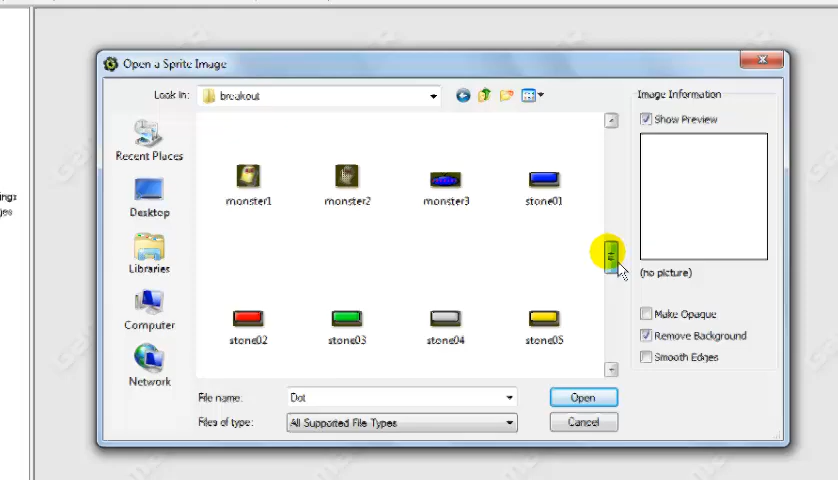 Open a Sprite Image
Look in: breakout
Image Information
Show Preview
Recent Places
Desktop
Libraries
Computer
Network
monster1 monster2 monster3 stone01
stone02 stone03 stone04 stone05
(no picture)
Make Opaque
Remove Background
Smooth Edges
File name: Dot Open
Files of type: All Supported File Types Cancel